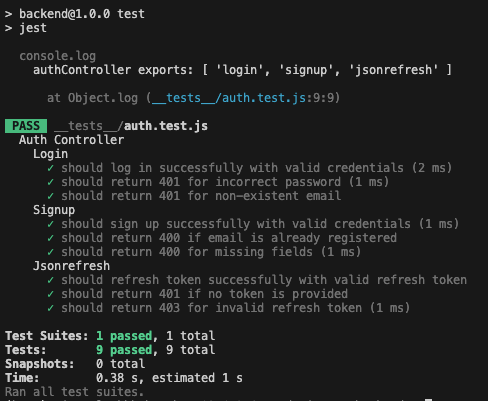 > backend@1.0.0 test
> jest
console.log
authController exports: [ 'login', 'signup', 'jsonrefresh' ]
at Object.log (__tests__/auth.test.js:9:9)
PASS __tests__/auth.test.js
Auth Controller
Login
✓ should log in successfully with valid credentials (2 ms)
✓ should return 401 for incorrect password (1 ms)
✓ should return 401 for non-existent email
Signup
✓ should sign up successfully with valid credentials (1 ms)
✓ should return 400 if email is already registered
✓ should return 400 for missing fields (1 ms)
Jsonrefresh
✓ should refresh token successfully with valid refresh token
✓ should return 401 if no token is provided
✓ should return 403 for invalid refresh token (1 ms)
Test Suites: 1 passed, 1 total
Tests: 9 passed, 9 total
Snapshots: 0 total
Time: 0.38 s, estimated 1 s
Ran all test suites.